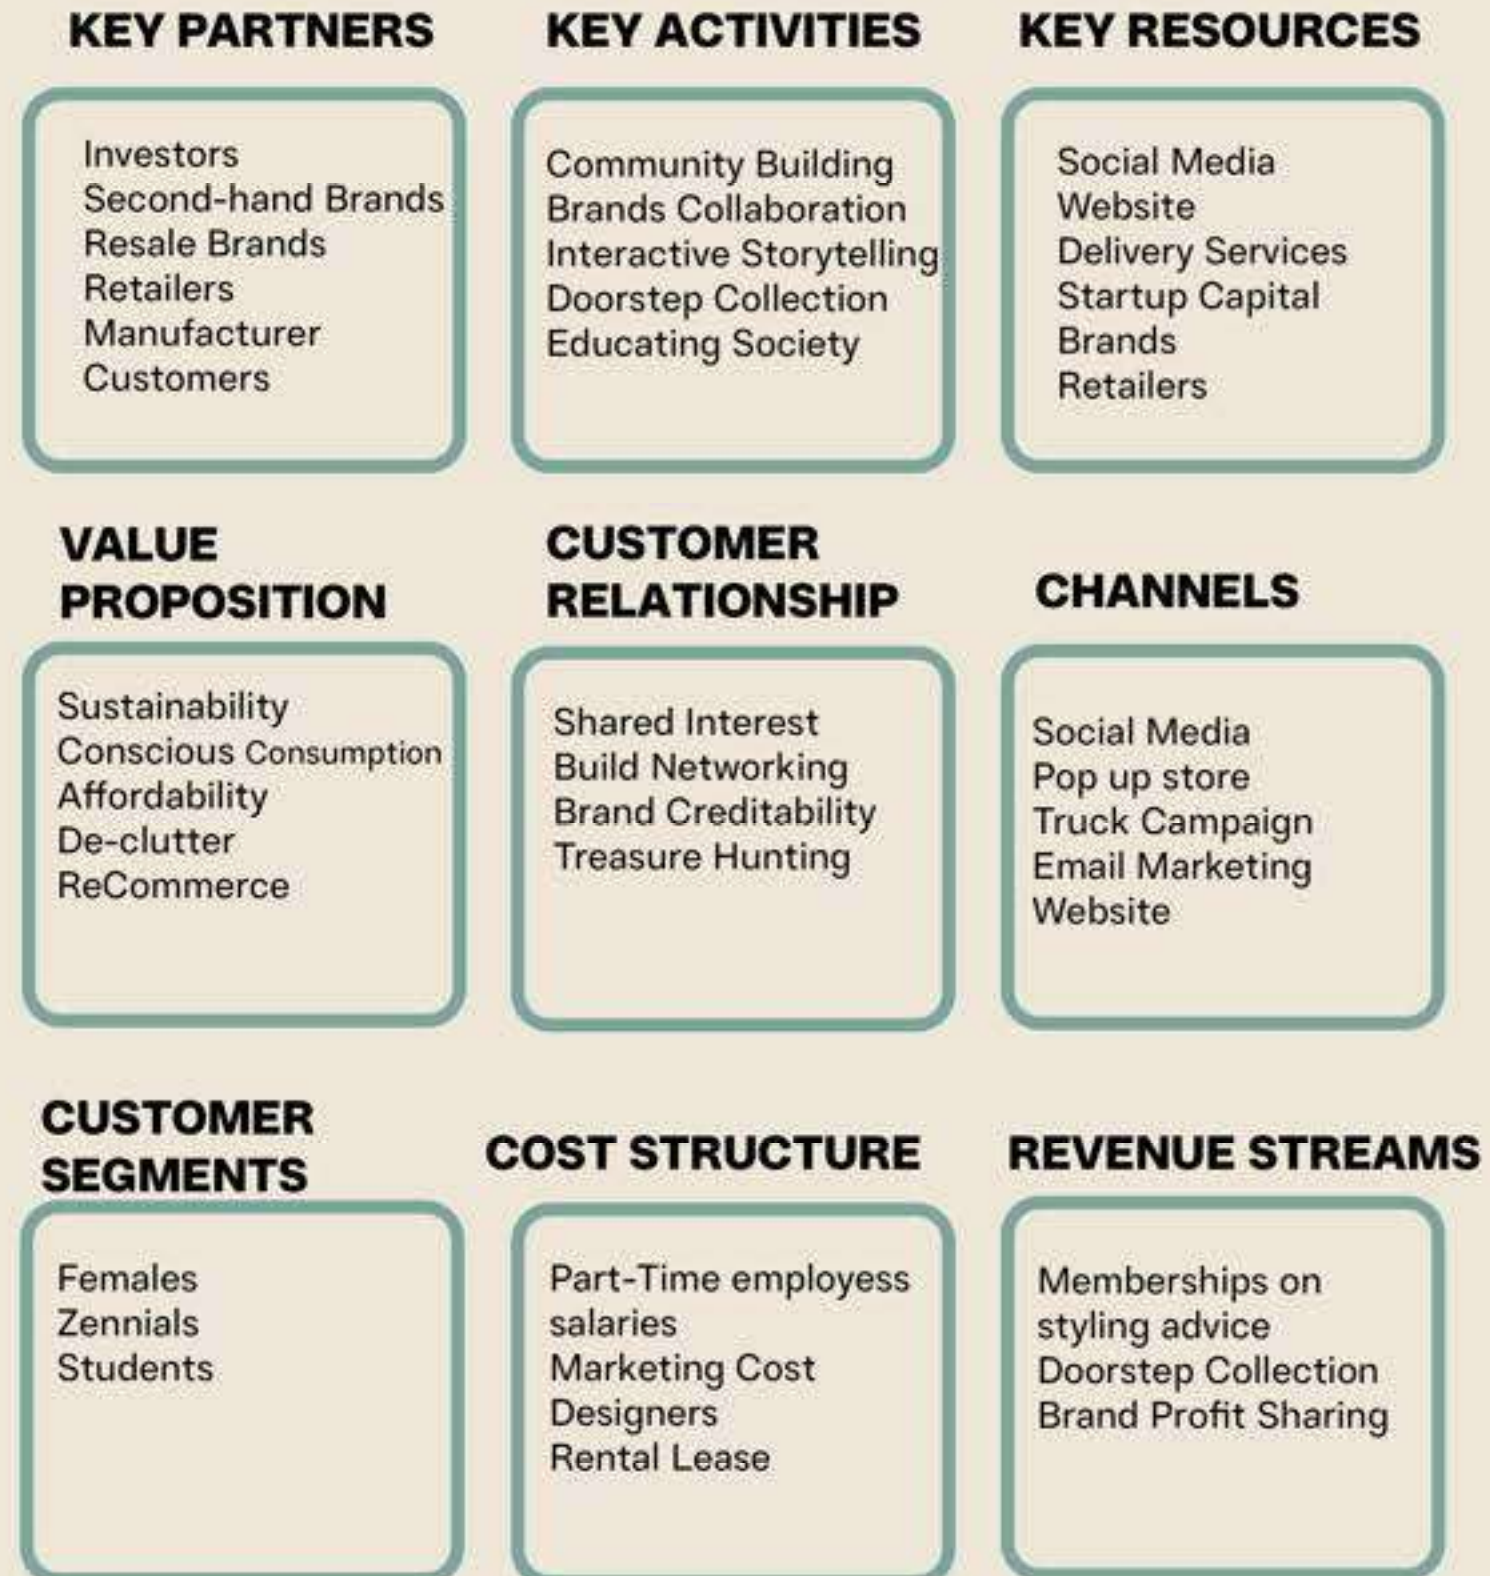 KEY PARTNERS
Investors
Second-hand Brands
Resale Brands
Retailers
Manufacturer
Customers
KEY ACTIVITIES
Community Building
Brands Collaboration
Interactive Storytelling
Doorstep Collection
Educating Society
KEY RESOURCES
Social Media
Website
Delivery Services
Startup Capital
Brands
Retailers
VALUE
PROPOSITION
Sustainability
Conscious Consumption
Affordability
De-clutter
ReCommerce
CUSTOMER
RELATIONSHIP
Shared Interest
Build Networking
Brand Creditability
Treasure Hunting
CHANNELS
Social Media
Pop up store
Truck Campaign
Email Marketing
Website
CUSTOMER
SEGMENTS
Females
Zennials
Students
COST STRUCTURE
Part-Time employess
salaries
Marketing Cost
Designers
Rental Lease
REVENUE STREAMS
Memberships on
styling advice
Doorstep Collection
Brand Profit Sharing